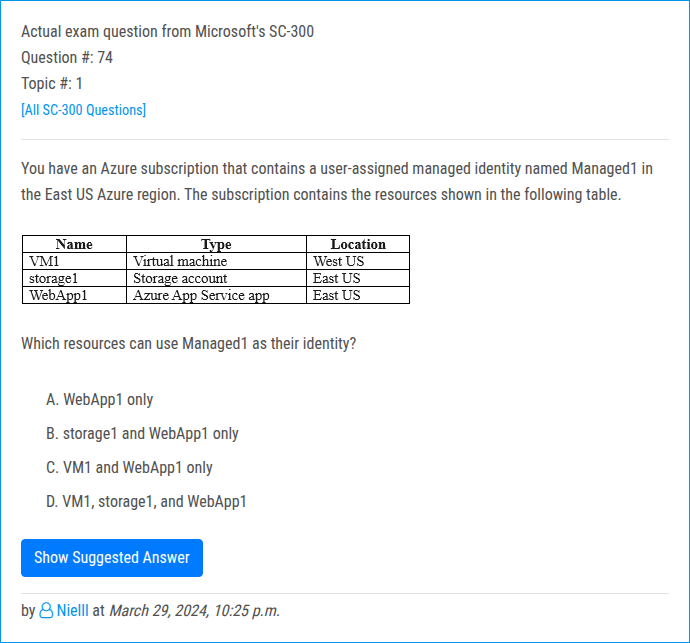 Actual exam question from Microsoft's SC-300
Question #: 74
Topic #: 1
[All SC-300 Questions]
You have an Azure subscription that contains a user-assigned managed identity named Managed1 in
the East US Azure region. The subscription contains the resources shown in the following table.
Name Type Location
VM1 Virtual machine West US
storage1 Storage account East US
WebApp1 Azure App Service app East US
Which resources can use Managed1 as their identity?
A. WebApp1 only
B. storage1 and WebApp1 only
C. VM1 and WebApp1 only
D. VM1, storage1, and WebApp1
Show Suggested Answer
by Nielll at March 29, 2024, 10:25 p.m.